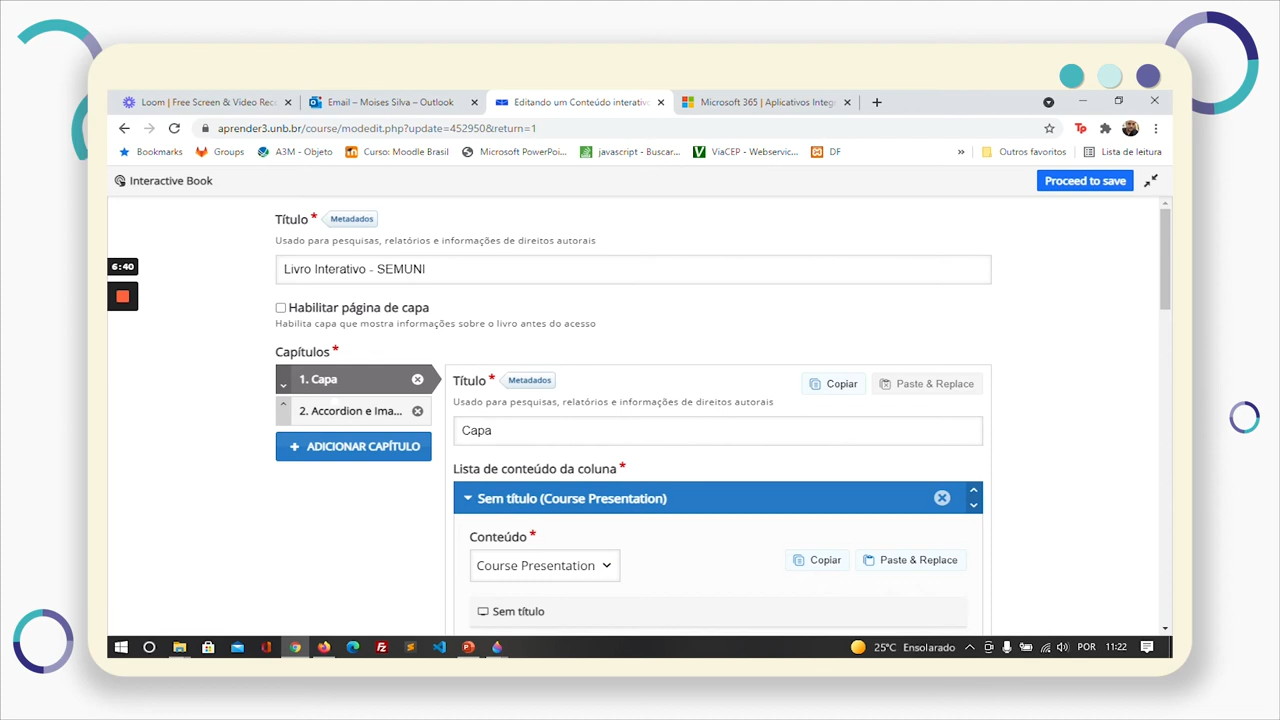 Loom | Free Screen & Video Rec
Email – Moises Silva – Outlook
Editando um Conteúdo interativo
Microsoft 365 | Aplicativos Integ
aprender3.unb.br/course/modedit.php?update=452950&return=1
Bookmarks
Groups
A3M - Objeto
Curso: Moodle Brasil
Microsoft PowerPoi...
javascript - Buscar...
ViaCEP - Webservic...
DF
»
Outros favoritos
Lista de leitura
Interactive Book
Proceed to save
Título*
Metadados
Usado para pesquisas, relatórios e informações de direitos autorais
6:40
Livro Interativo - SEMUNI
Habilitar página de capa
Habilita capa que mostra informações sobre o livro antes do acesso
Capítulos *
1. Capa
2. Accordion e Ima...
+ ADICIONAR CAPÍTULO
Título*
Metadados
Copiar
Paste & Replace
Usado para pesquisas, relatórios e informações de direitos autorais
Capa
Lista de conteúdo da coluna *
Sem título (Course Presentation)
Conteúdo *
Course Presentation
Copiar
Paste & Replace
Sem título
25°C Ensolarado
POR
11:22